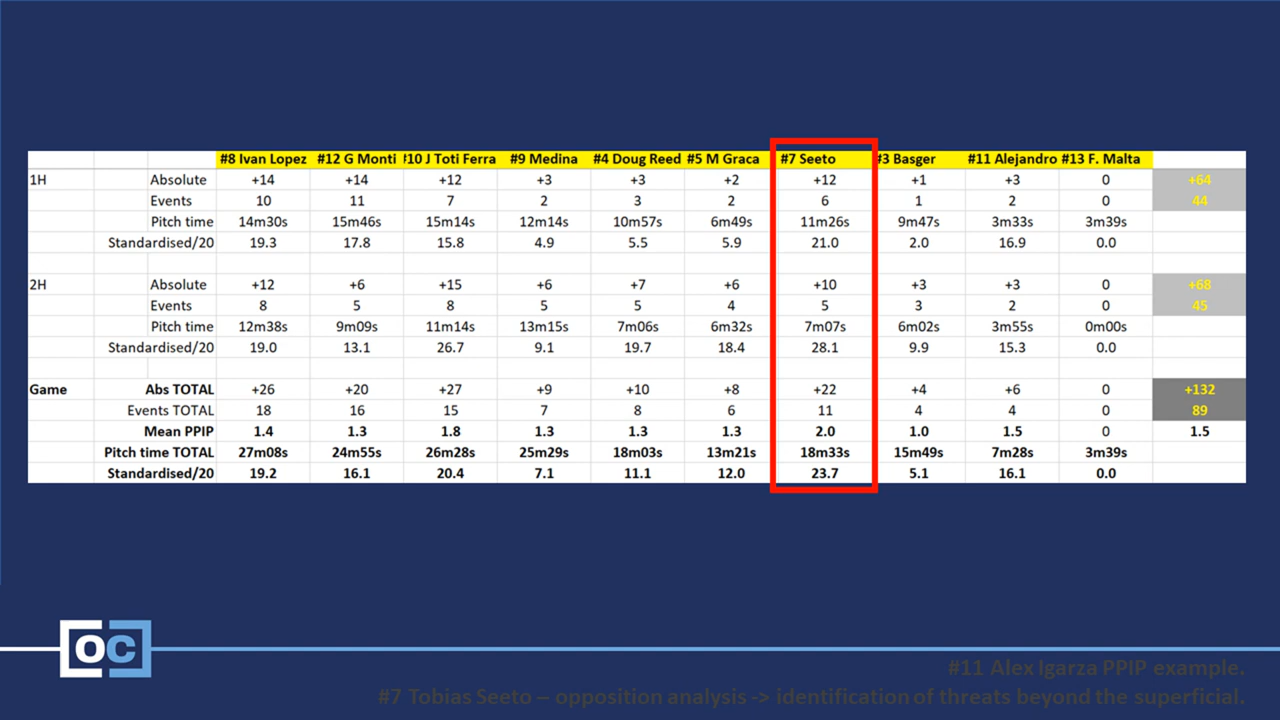 #8 Ivan Lopez #12 G Monti !10 J Toti Ferra #9 Medina #4 Doug Reed #5 M Graca #7 Seeto #3 Basger #11 Alejandro #13 F. Malta
1H Absolute +14 +14 +12 +3 +3 +2 +12 +1 +3 0 +64
Events 10 11 7 2 3 2 6 1 2 0 44
Pitch time 14m30s 15m46s 15m14s 12m14s 10m57s 6m49s 11m26s 9m47s 3m33s 3m39s
Standardised/20 19.3 17.8 15.8 4.9 5.5 5.9 21.0 2.0 16.9 0.0
2H Absolute +12 +6 +15 +6 +7 +6 +10 +3 +3 0 +68
Events 8 5 8 5 5 4 5 3 2 0 45
Pitch time 12m38s 9m09s 11m14s 13m15s 7m06s 6m32s 7m07s 6m02s 3m55s 0m00s
Standardised/20 19.0 13.1 26.7 9.1 19.7 18.4 28.1 9.9 15.3 0.0
Game Abs TOTAL +26 +20 +27 +9 +10 +8 +22 +4 +6 0 +132
Events TOTAL 18 16 15 7 8 6 11 4 4 0 89
Mean PPIP 1.4 1.3 1.8 1.3 1.3 1.3 2.0 1.0 1.5 0 1.5
Pitch time TOTAL 27m08s 24m55s 26m28s 25m29s 18m03s 13m21s 18m33s 15m49s 7m28s 3m39s
Standardised/20 19.2 16.1 20.4 7.1 11.1 12.0 23.7 5.1 16.1 0.0
OC
#11 Alex Igarza PPIP example.
#7 Tobias Seeto – opposition analysis -> identification of threats beyond the superficial.